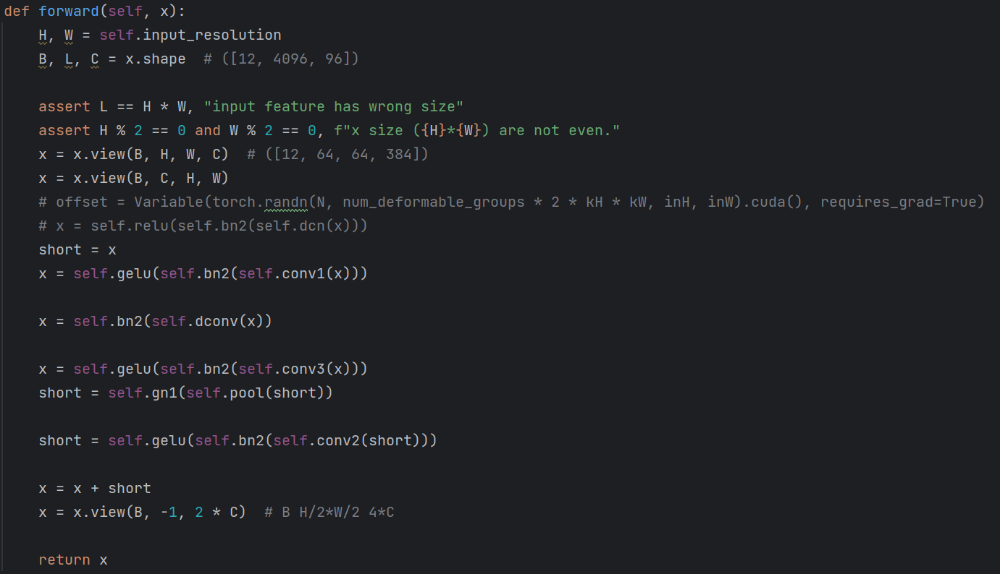 def forward(self, x):
    H, W = self.input_resolution
    B, L, C = x.shape  # ([12, 4096, 96])
    assert L == H * W, "input feature has wrong size"
    assert H % 2 == 0 and W % 2 == 0, f"x size ({H}*{W}) are not even."
    x = x.view(B, H, W, C)  # ([12, 64, 64, 384])
    x = x.view(B, C, H, W)
    # offset = Variable(torch.randn(N, num_deformable_groups * 2 * kH * kW, inH, inW).cuda(), requires_grad=True)
    # x = self.relu(self.bn2(self.dcn(x)))
    short = x
    x = self.gelu(self.bn2(self.conv1(x)))
    x = self.bn2(self.dconv(x))
    x = self.gelu(self.bn2(self.conv3(x)))
    short = self.gn1(self.pool(short))
    short = self.gelu(self.bn2(self.conv2(short)))
    x = x + short
    x = x.view(B, -1, 2 * C)  # B H/2*W/2 4*C
    return x